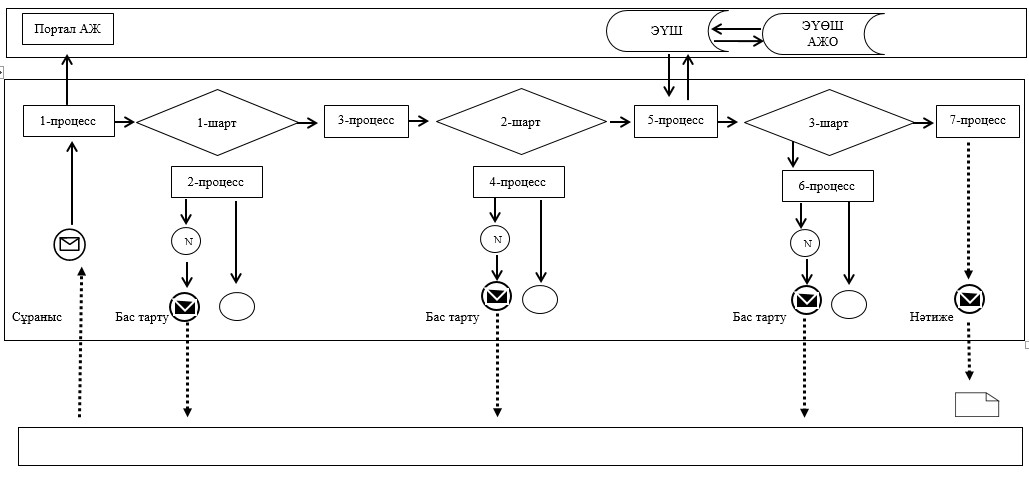 Портал АЖ
ЭҮШ
ЭҮӨШ
АЖО
1-процесс
1-шарт
3-процесс
2-шарт
5-процесс
3-шарт
7-процесс
2-процесс
4-процесс
6-процесс
N
N
N
Сұраныс
Бас тарту
Бас тарту
Бас тарту
Нәтиже